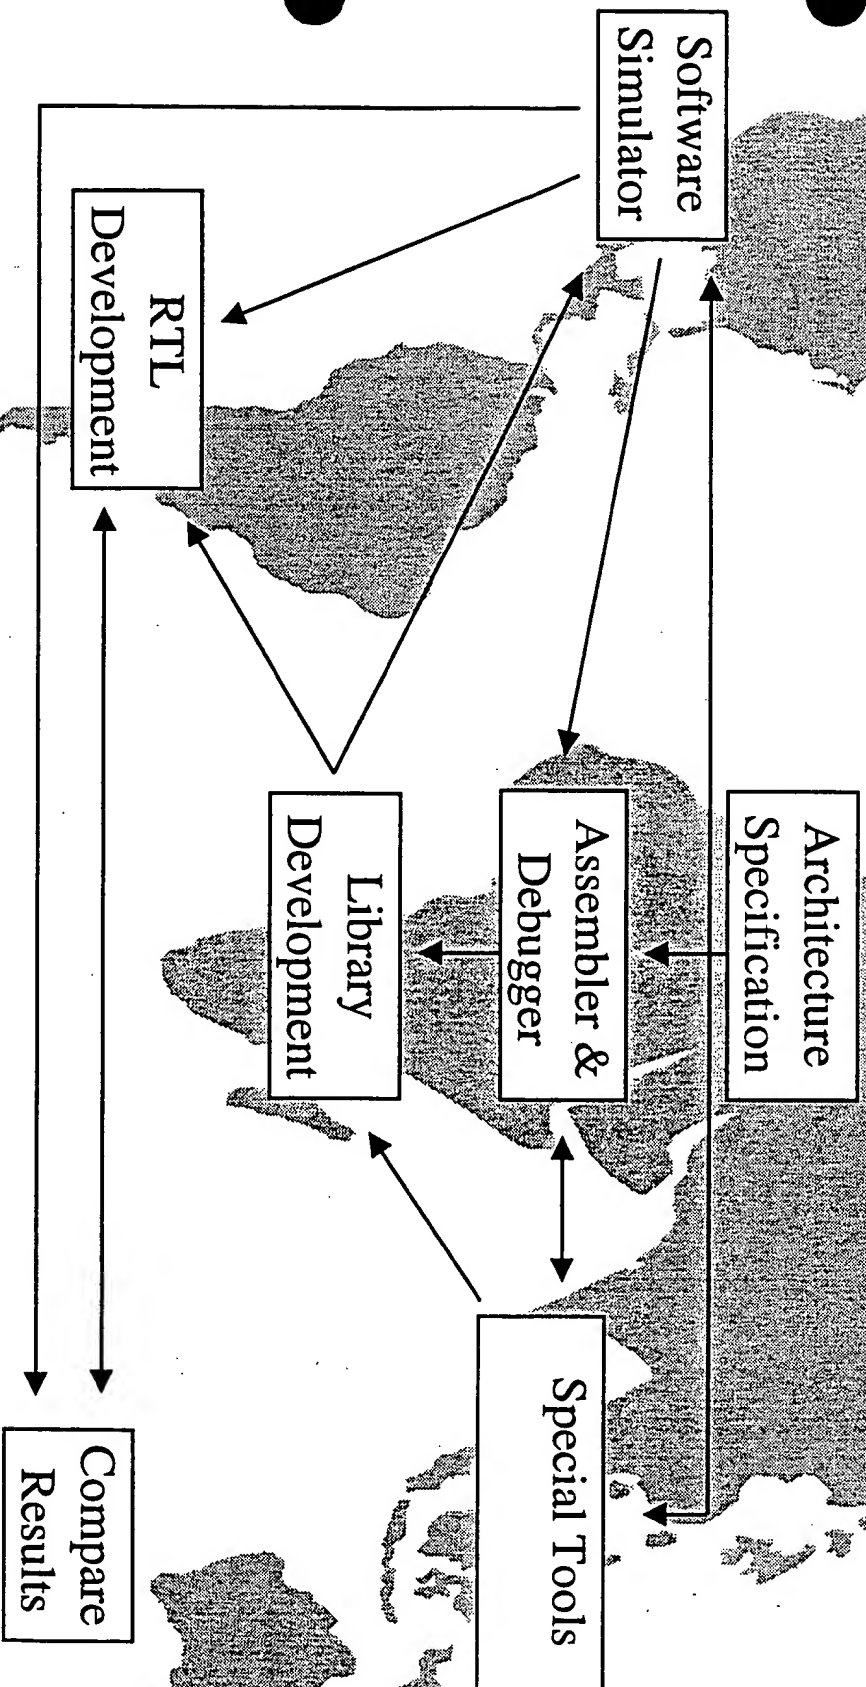 Architecture
Specification
Software
Simulator
Assembler &
Debugger
Special Tools
Library
Development
RTL
Development
Compare
Results